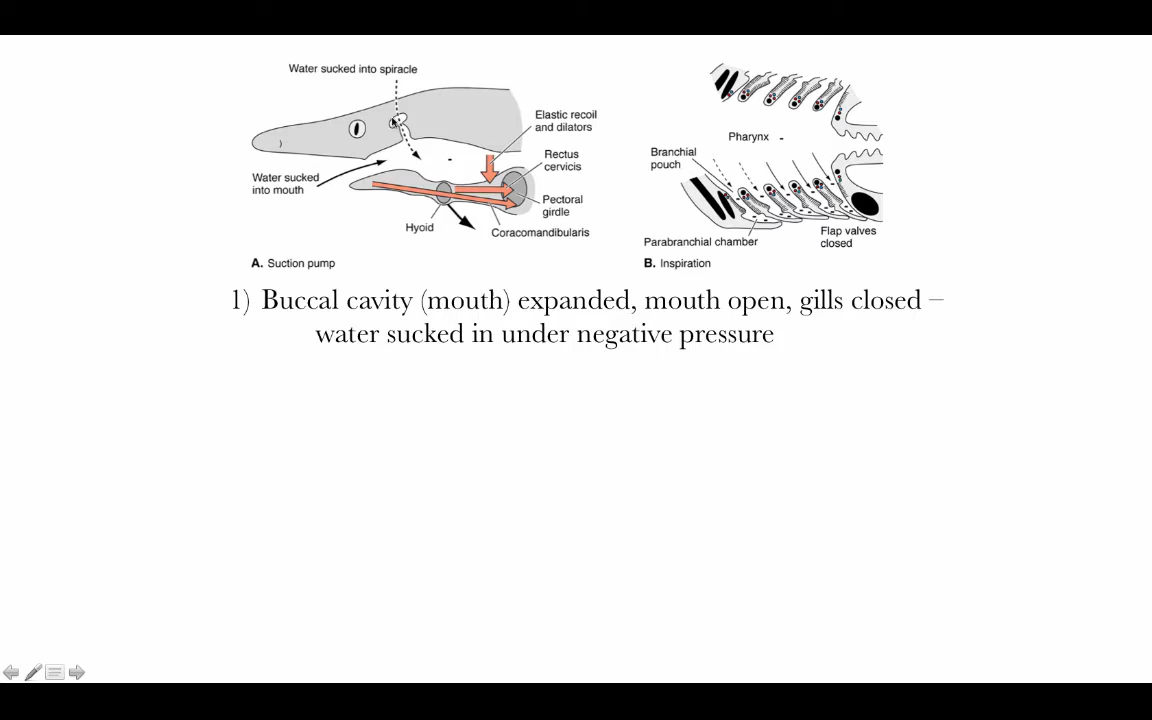 Water sucked into spiracle
Elastic recoil
and dilators
Rectus
cervicis
Water sucked
into mouth
Pectoral
girdle
Hyoid
Coracomandibularis
A. Suction pump
Pharynx
Branchial
pouch
Parabranchial chamber
Flap valves
closed
B. Inspiration
1) Buccal cavity (mouth) expanded, mouth open, gills closed –
water sucked in under negative pressure